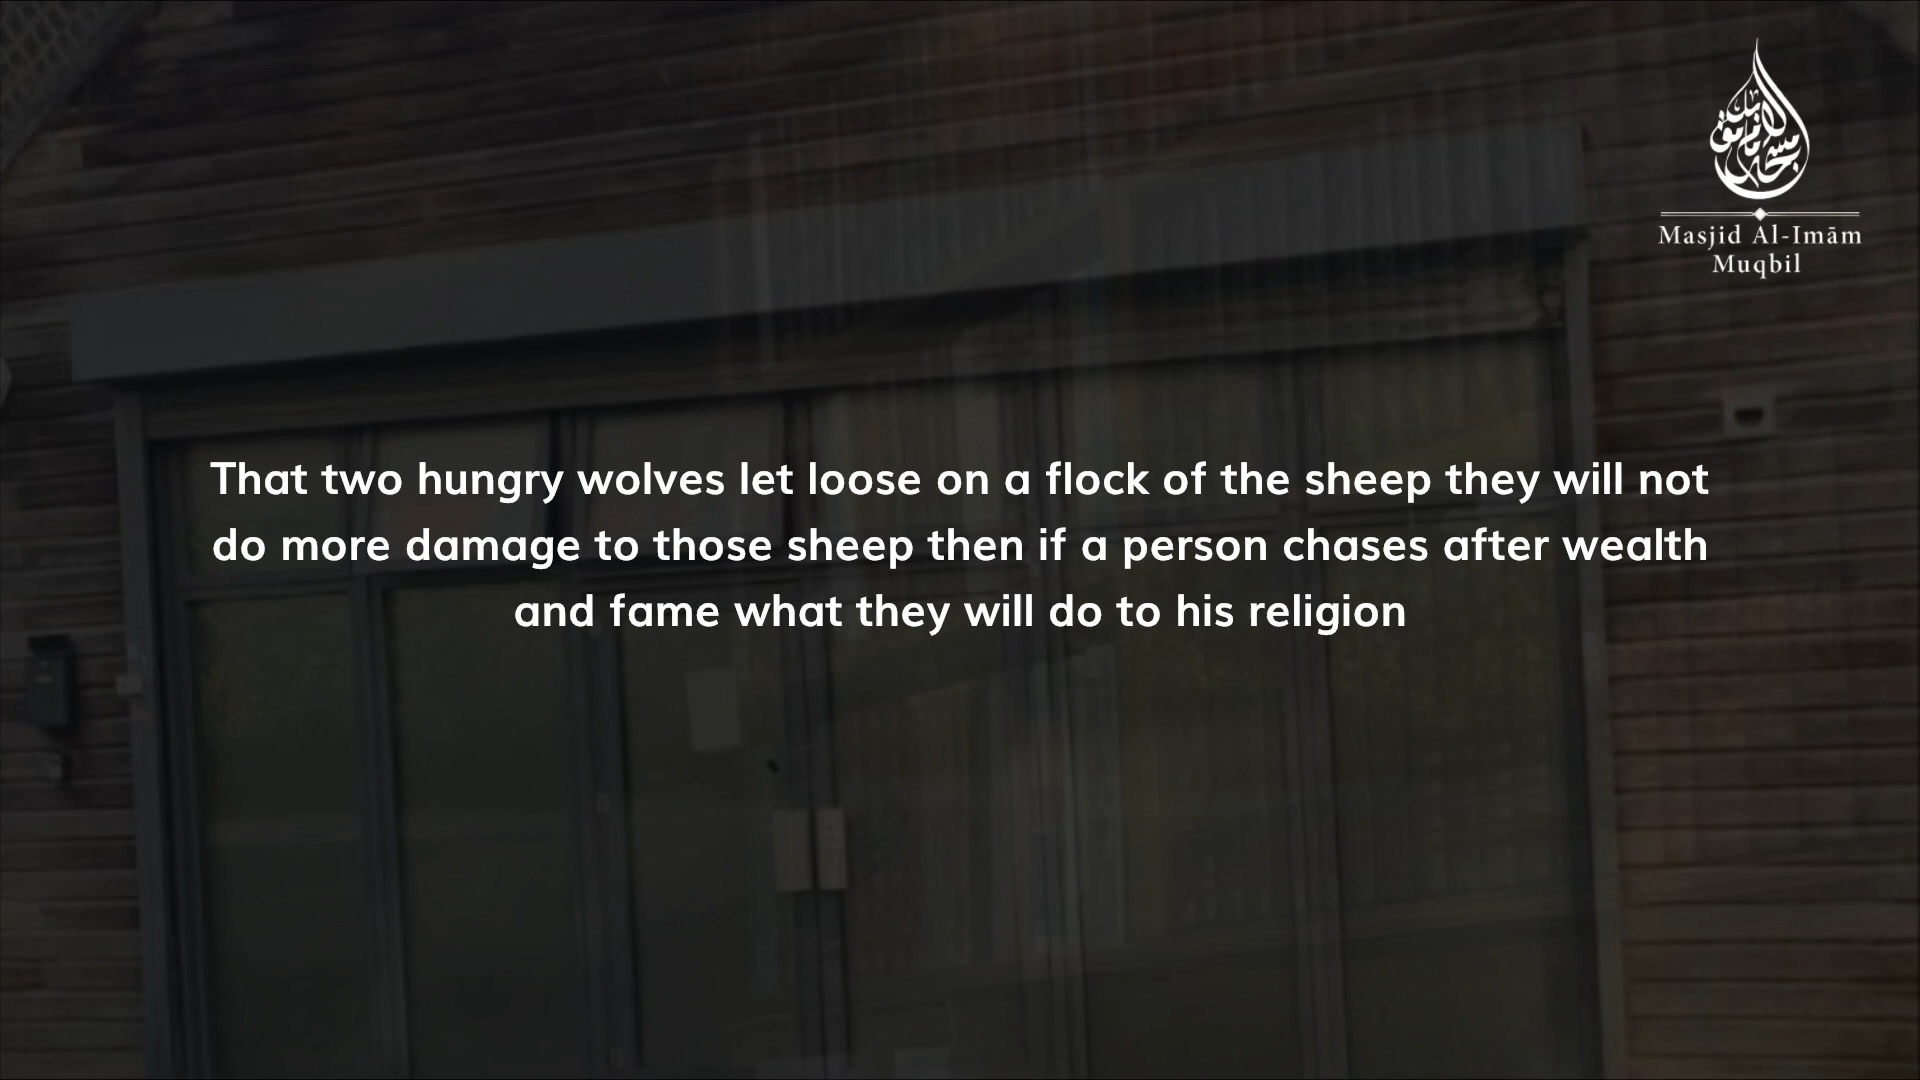 Masjid Al-Imām
Muqbil
That two hungry wolves let loose on a flock of the sheep they will not
do more damage to those sheep then if a person chases after wealth
and fame what they will do to his religion